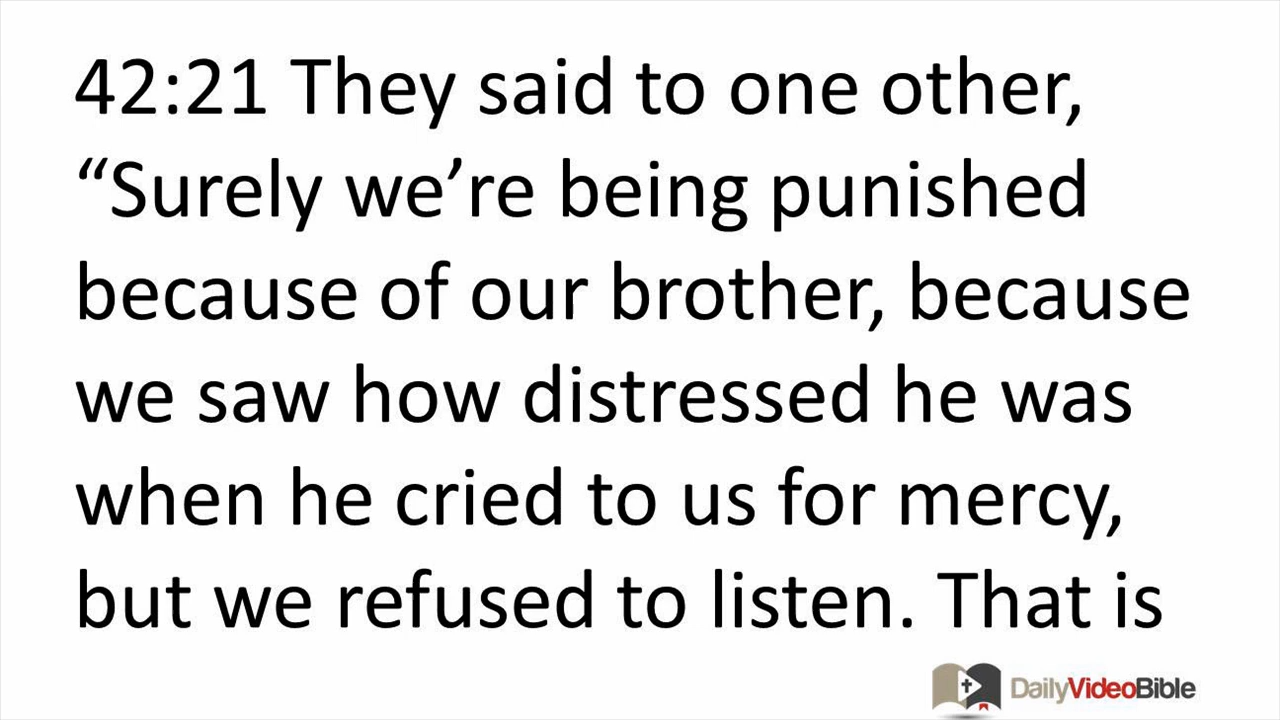 42:21 They said to one other,
“Surely we’re being punished
because of our brother, because
we saw how distressed he was
when he cried to us for mercy,
but we refused to listen. That is
DailyVideoBible